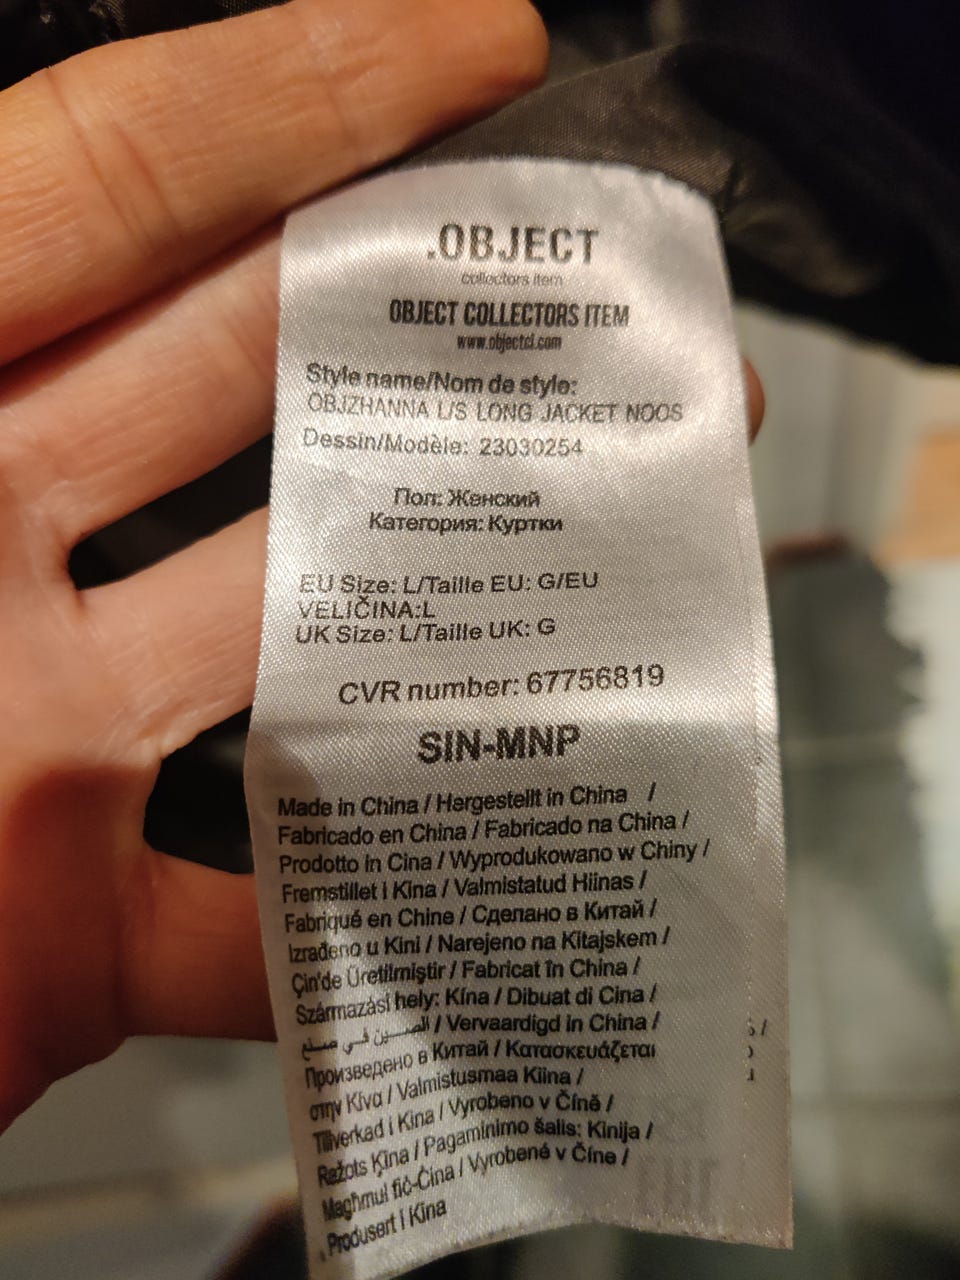 .OBJECT
collectors item
OBJECT COLLECTORS ITEM
www.objectcl.com
Style name/Nom de style:
OBJZHANNA L/S LONG JACKET NOOS
Dessin/Modèle: 23030254
Пол: Женский
Категория: Куртки
EU Size: L/Taille EU: G/EU
VELIČINA:L
UK Size: L/Taille UK: G
CVR number: 67756819
SIN-MNP
Made in China / Hergestellt in China /
Fabricado en China / Fabricado na China /
Prodotto in Cina / Wyprodukowano w Chiny /
Fremstillet i Kina / Valmistatud Hiinas /
Fabriqué en Chine / Сделано в Китай /
Izrađeno u Kini / Narejeno na Kitajskem /
Çin'de Üretilmiştir / Fabricat în China /
Származási hely: Kína / Dibuat di Cina /
الصين في صنع / Vervaardigd in China /
Произведено в Китай / Κατασκευάζεται
στην Κίνα / Valmistusmaa Kiina /
Tillverkad i Kina / Vyrobeno v Číně /
Ražots Ķīna / Pagaminimo šalis: Kinija /
Magħmul fiċ-Ċina / Vyrobené v Číne /
Produsert i Kina